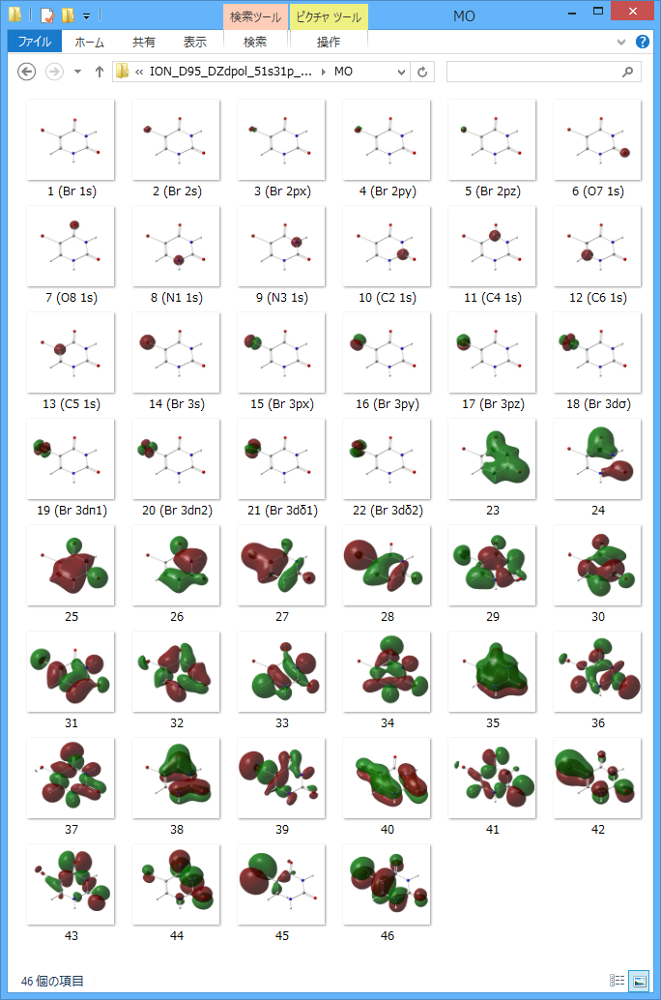 検索ツール ピクチャ ツール MO
ファイル ホーム 共有 表示 検索 操作
« ION_D95_DZdpol_51s31p_... MO
1 (Br 1s) 2 (Br 2s) 3 (Br 2px) 4 (Br 2py) 5 (Br 2pz) 6 (O7 1s)
7 (O8 1s) 8 (N1 1s) 9 (N3 1s) 10 (C2 1s) 11 (C4 1s) 12 (C6 1s)
13 (C5 1s) 14 (Br 3s) 15 (Br 3px) 16 (Br 3py) 17 (Br 3pz) 18 (Br 3dσ)
19 (Br 3dπ1) 20 (Br 3dπ2) 21 (Br 3dδ1) 22 (Br 3dδ2) 23 24
25 26 27 28 29 30
31 32 33 34 35 36
37 38 39 40 41 42
43 44 45 46
46 個の項目